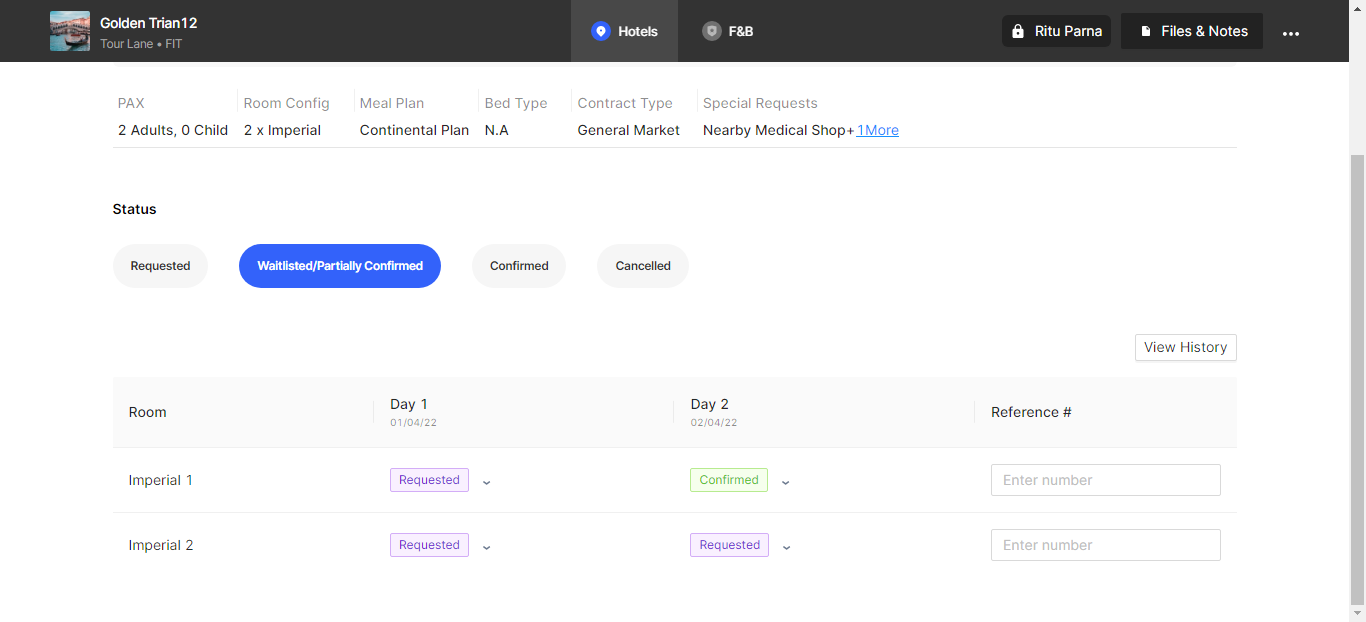 Golden Trian12
Tour Lane • FIT
Hotels
F&B
Ritu Parna
Files & Notes
PAX
Room Config
Meal Plan
Bed Type
Contract Type
Special Requests
2 Adults, 0 Child
2 x Imperial
Continental Plan
N.A
General Market
Nearby Medical Shop+ 1More
Status
Requested
Waitlisted/Partially Confirmed
Confirmed
Cancelled
View History
Room
Day 1
01/04/22
Day 2
02/04/22
Reference #
Imperial 1
Requested
Confirmed
Enter number
Imperial 2
Requested
Requested
Enter number